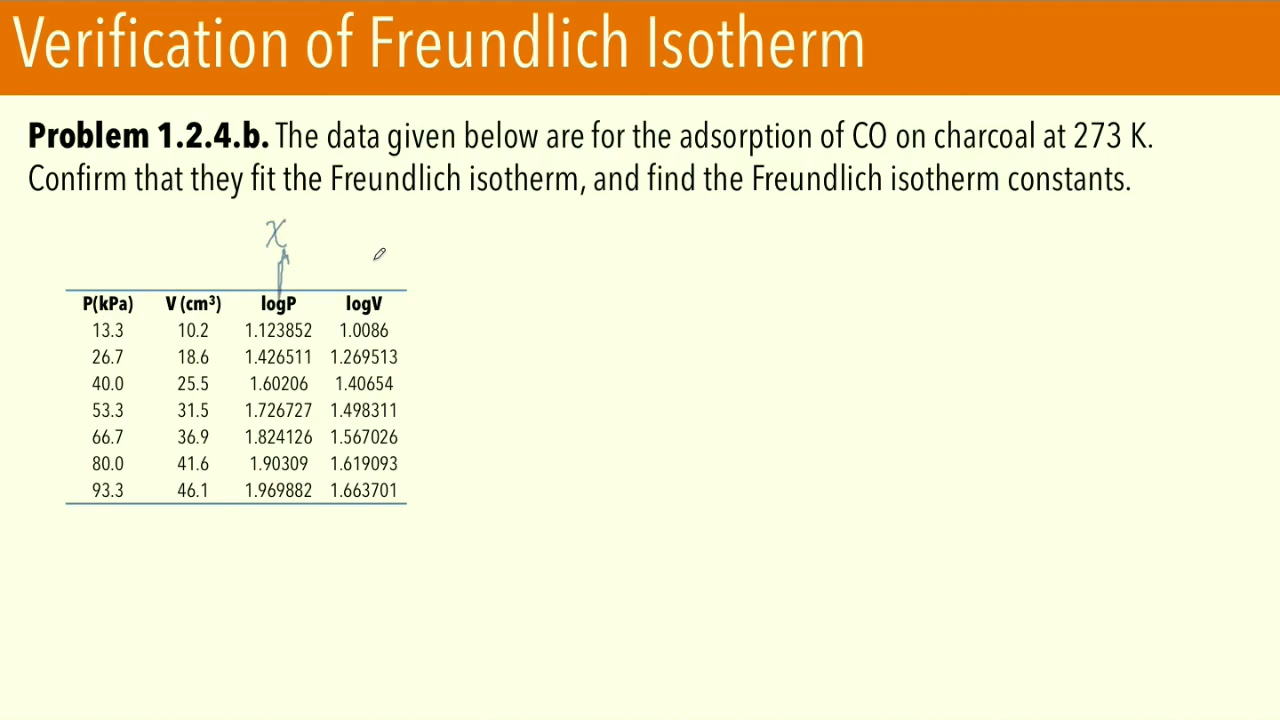 Verification of Freundlich Isotherm
Problem 1.2.4.b. The data given below are for the adsorption of CO on charcoal at 273 K.
Confirm that they fit the Freundlich isotherm, and find the Freundlich isotherm constants.
x
P(kPa) V (cm³) logP logV
13.3 10.2 1.123852 1.0086
26.7 18.6 1.426511 1.269513
40.0 25.5 1.60206 1.40654
53.3 31.5 1.726727 1.498311
66.7 36.9 1.824126 1.567026
80.0 41.6 1.90309 1.619093
93.3 46.1 1.969882 1.663701